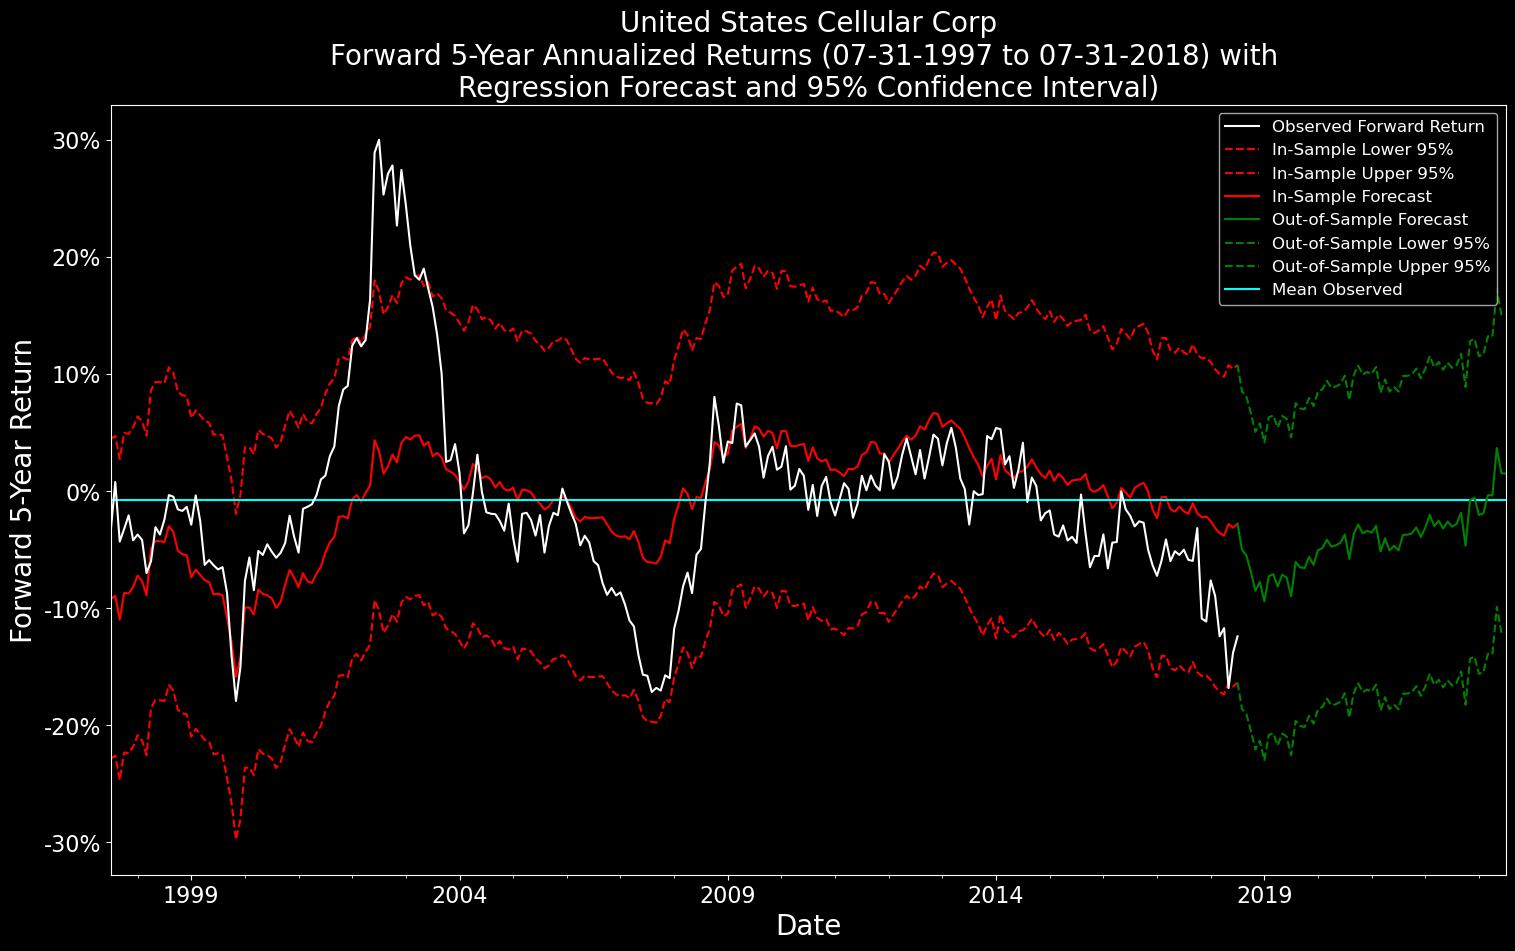 United States Cellular Corp
Forward 5-Year Annualized Returns (07-31-1997 to 07-31-2018) with
Regression Forecast and 95% Confidence Interval)
Observed Forward Return
In-Sample Lower 95%
In-Sample Upper 95%
In-Sample Forecast
Out-of-Sample Forecast
Out-of-Sample Lower 95%
Out-of-Sample Upper 95%
Mean Observed
Forward 5-Year Return
30%
20%
10%
0%
-10%
-20%
-30%
1999
2004
2009
2014
2019
Date